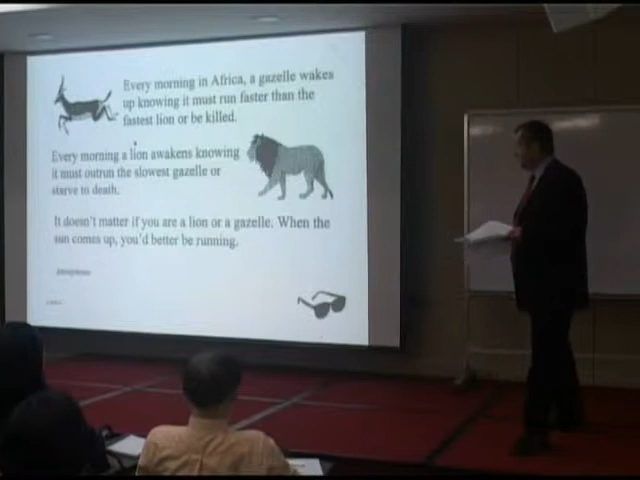 Every morning in Africa, a gazelle wakes
up knowing it must run faster than the
fastest lion or be killed.
Every morning a lion awakens knowing
it must outrun the slowest gazelle or
starve to death.
It doesn't matter if you are a lion or a gazelle. When the
sun comes up, you'd better be running.